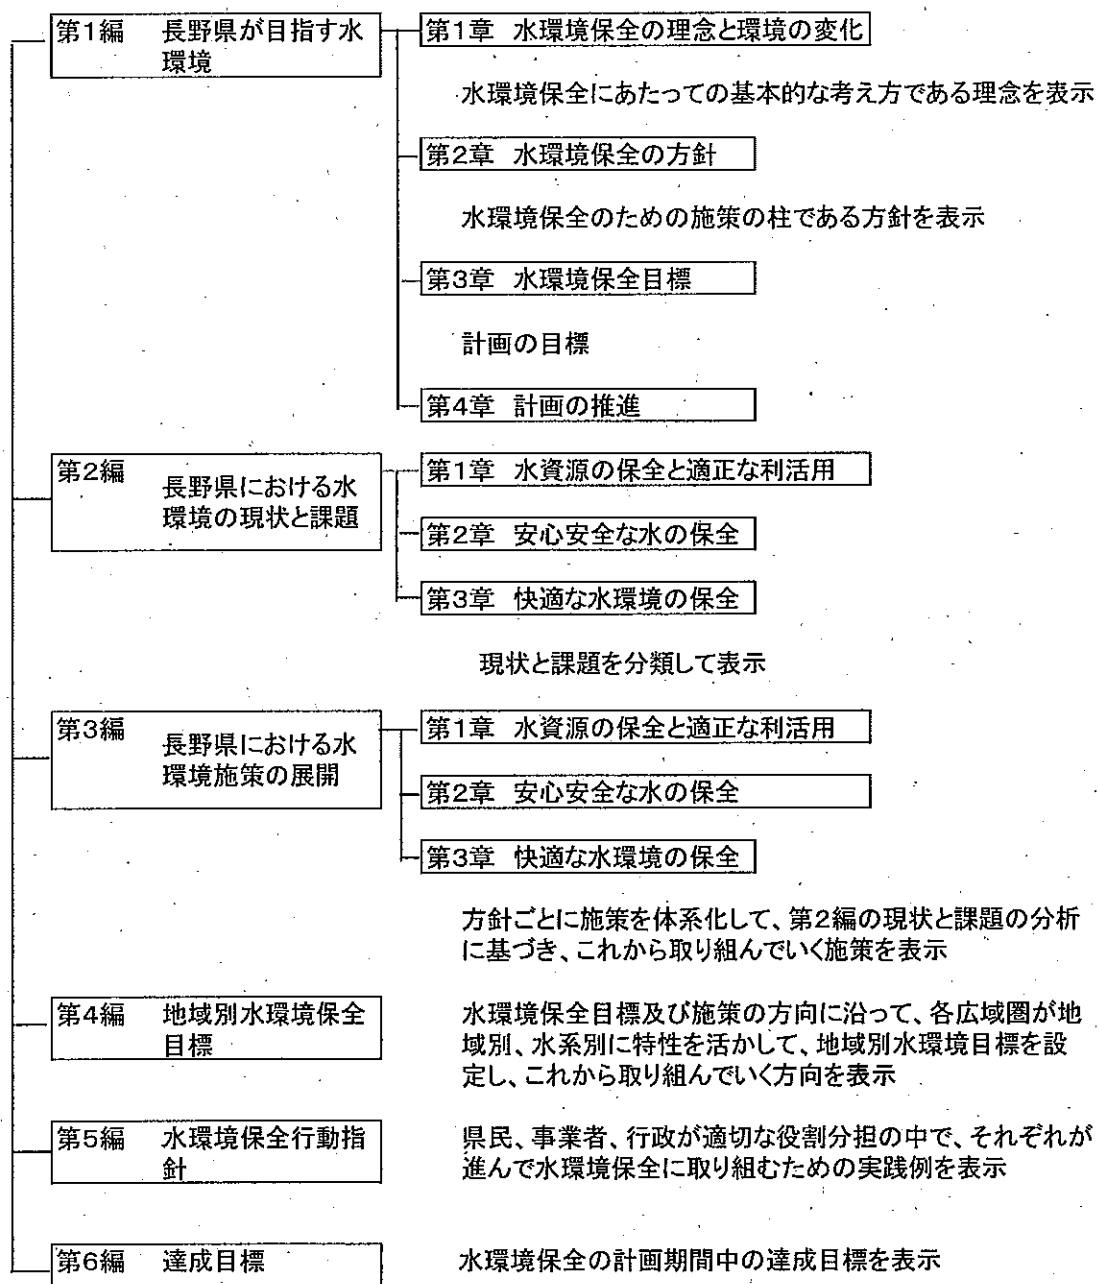 第1編 長野県が目指す水
環境
第1章 水環境保全の理念と環境の変化
水環境保全にあたっての基本的な考え方である理念を表示
第2章 水環境保全の方針
水環境保全のための施策の柱である方針を表示
第3章 水環境保全目標
計画の目標
第4章 計画の推進
第2編 長野県における水
環境の現状と課題
第1章 水資源の保全と適正な利活用
第2章 安心安全な水の保全
第3章 快適な水環境の保全
現状と課題を分類して表示
第3編 長野県における水
環境施策の展開
第1章 水資源の保全と適正な利活用
第2章 安心安全な水の保全
第3章 快適な水環境の保全
方針ごとに施策を体系化して、第2編の現状と課題の分析
に基づき、これから取り組んでいく施策を表示
第4編 地域別水環境保全
目標
水環境保全目標及び施策の方向に沿って、各広域圏が地
域別、水系別に特性を活かして、地域別水環境目標を設
定し、これから取り組んでいく方向を表示
第5編 水環境保全行動指
針
県民、事業者、行政が適切な役割分担の中で、それぞれが
進んで水環境保全に取り組むための実践例を表示
第6編 達成目標
水環境保全の計画期間中の達成目標を表示